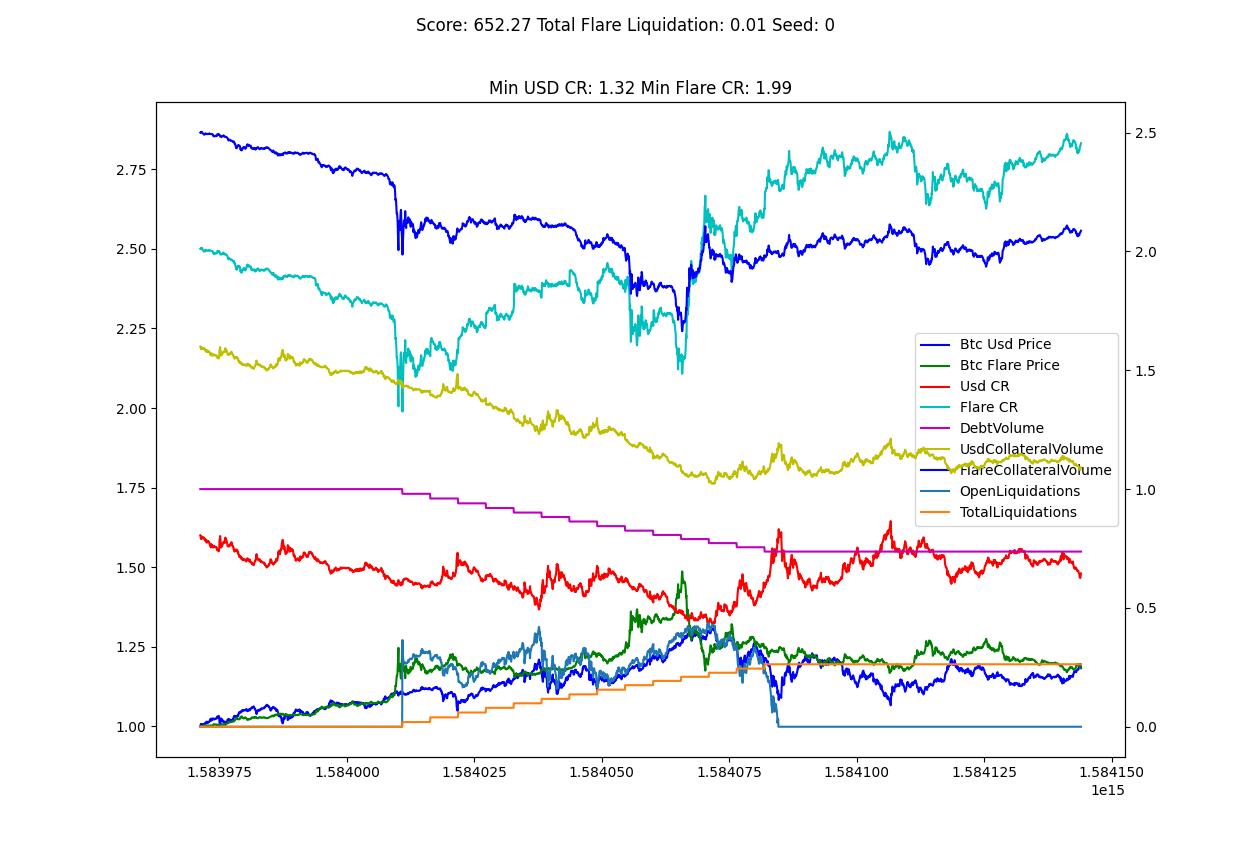 Score: 652.27 Total Flare Liquidation: 0.01 Seed: 0
Min USD CR: 1.32 Min Flare CR: 1.99
2.75
2.50
2.25
2.00
1.75
1.50
1.25
1.00
2.5
2.0
1.5
1.0
0.5
0.0
Btc Usd Price
Btc Flare Price
Usd CR
Flare CR
DebtVolume
UsdCollateralVolume
FlareCollateralVolume
OpenLiquidations
TotalLiquidations
1.583975 1.584000 1.584025 1.584050 1.584075 1.584100 1.584125 1.584150
1e15